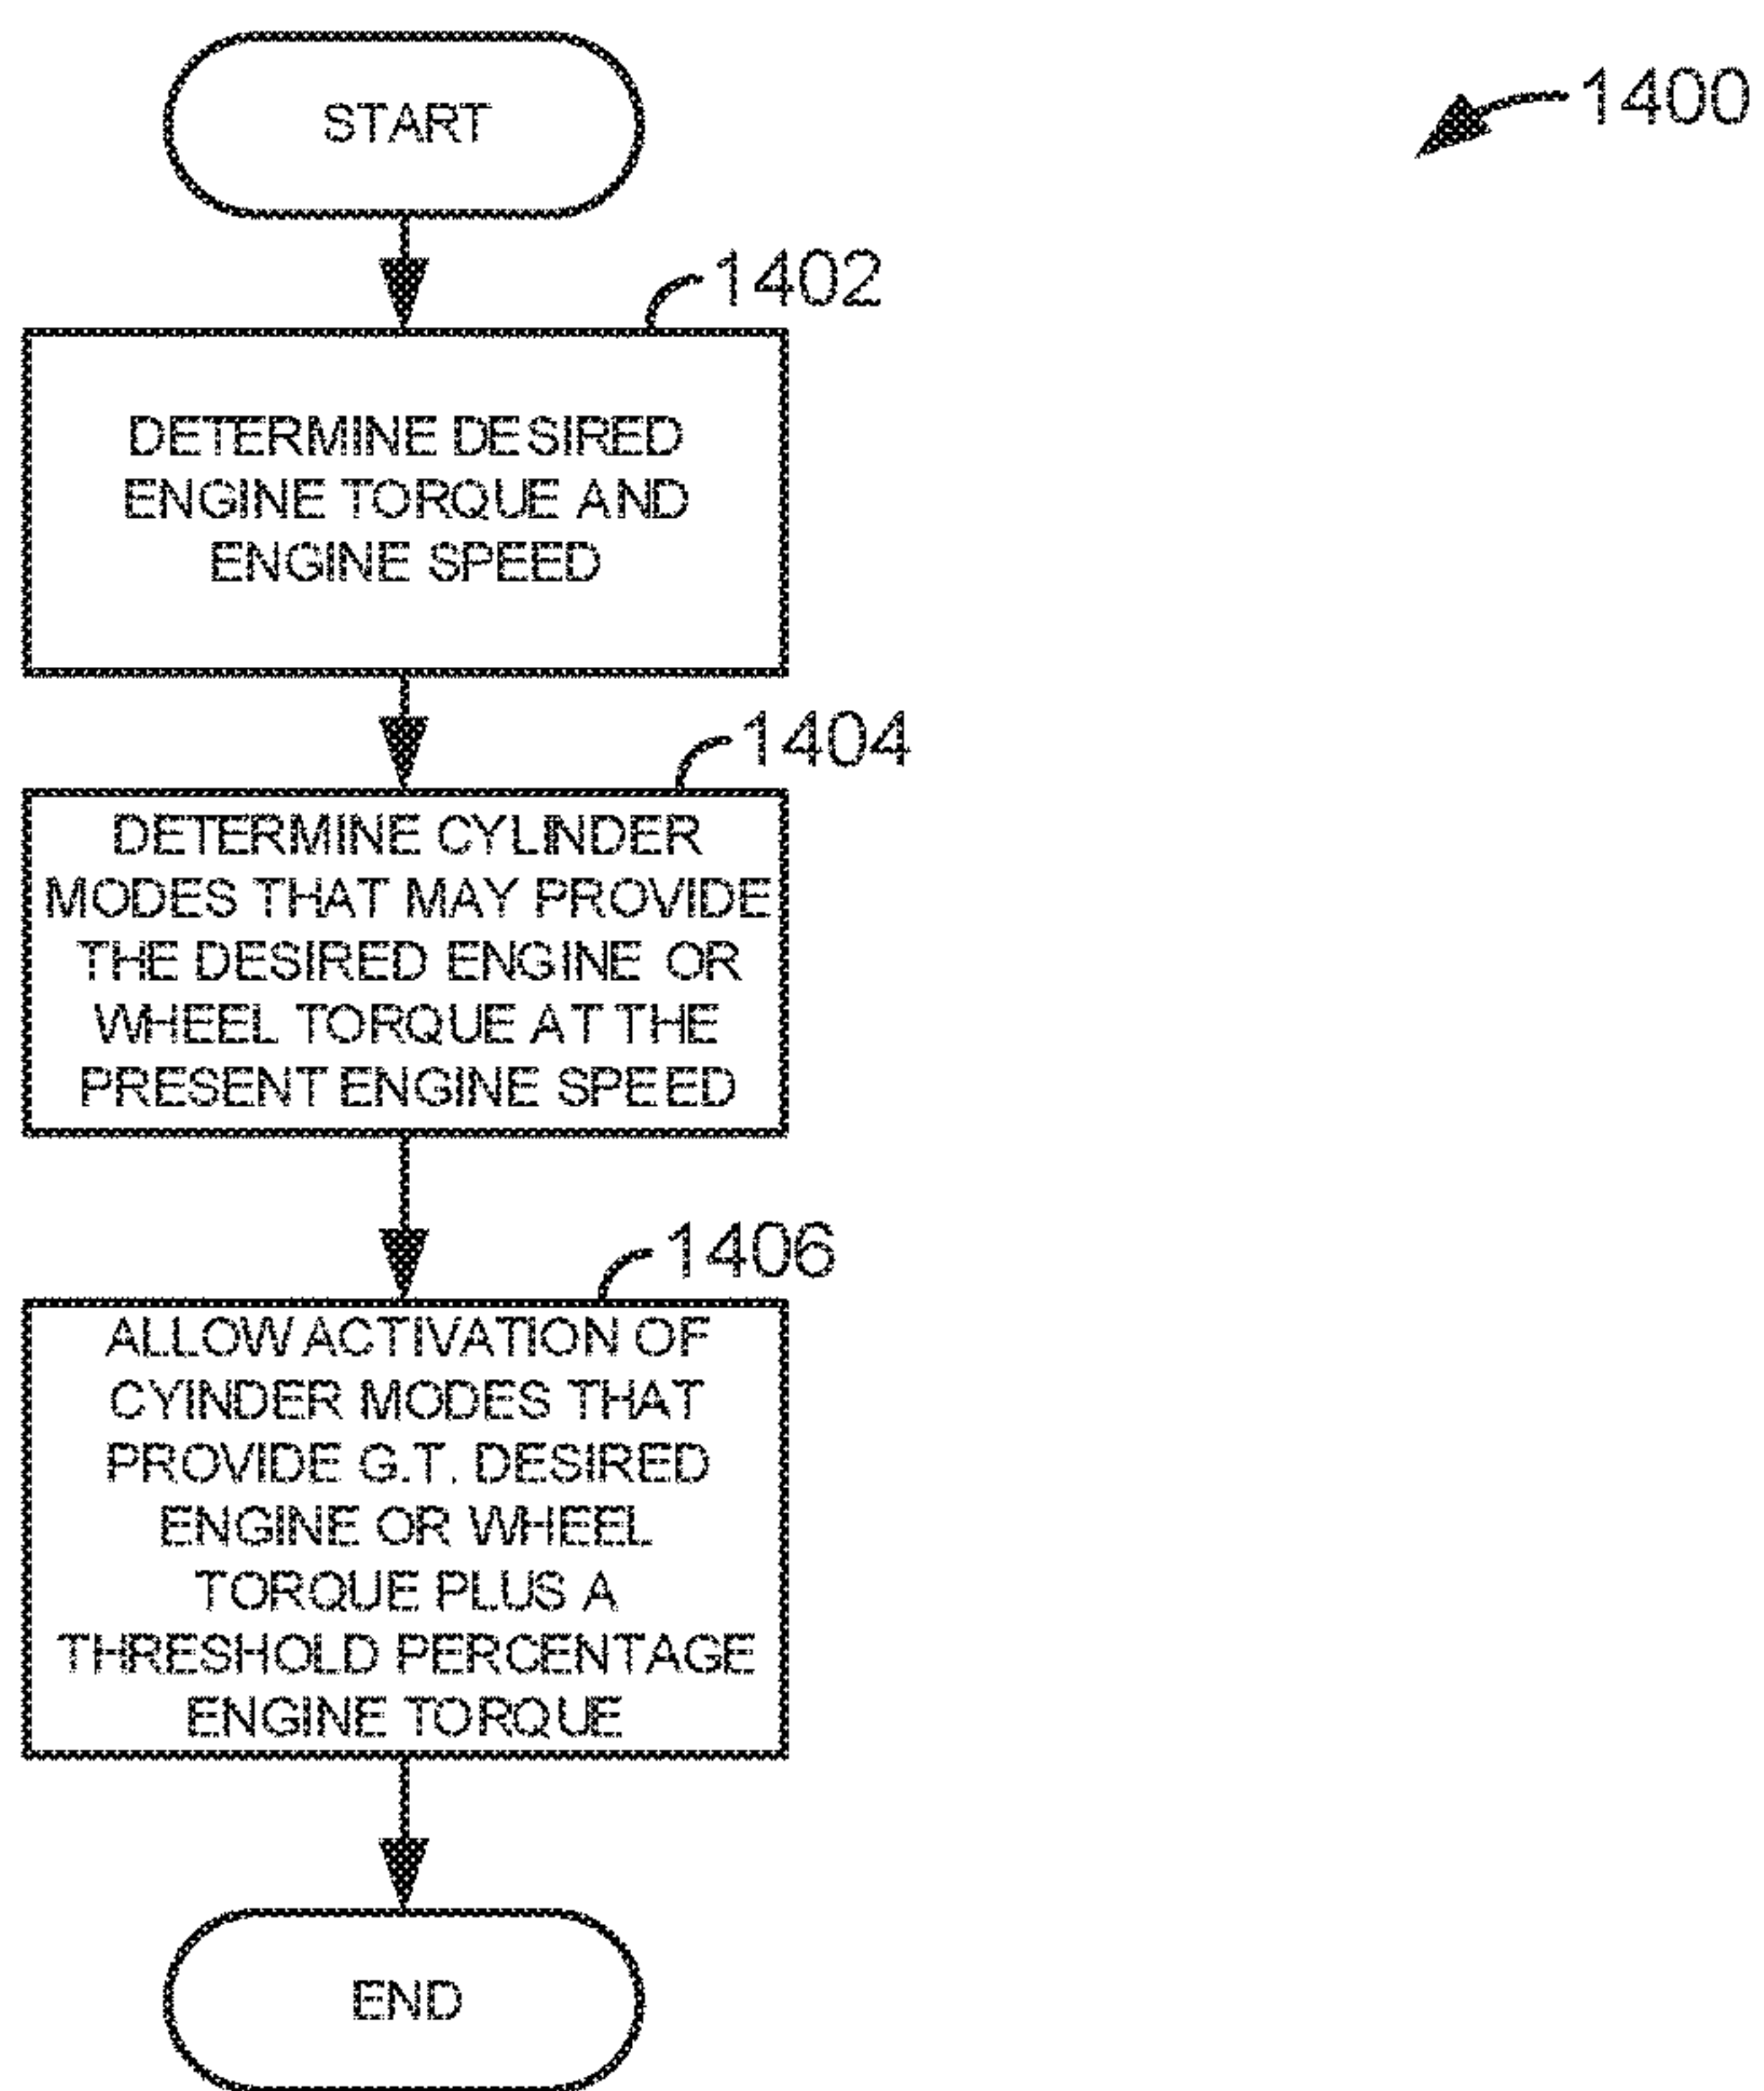 START
1400
1402
DETERMINE DESIRED
ENGINE TORQUE AND
ENGINE SPEED
1404
DETERMINE CYLINDER
MODES THAT MAY PROVIDE
THE DESIRED ENGINE OR
WHEEL TORQUE AT THE
PRESENT ENGINE SPEED
1406
ALLOW ACTIVATION OF
CYINDER MODES THAT
PROVIDE G.T. DESIRED
ENGINE OR WHEEL
TORQUE PLUS A
THRESHOLD PERCENTAGE
ENGINE TORQUE
END